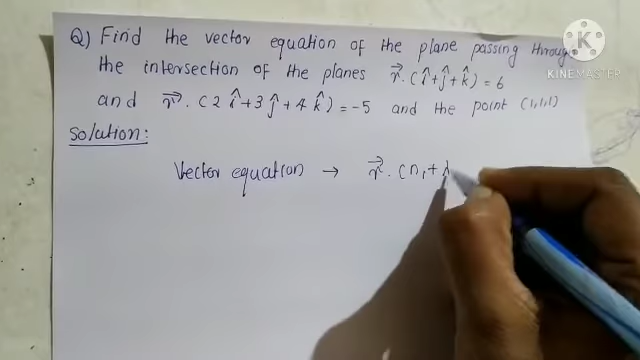 Q) Find the vector equation of the plane passing through
the intersection of the planes r⃗.(î+ĵ+k̂)=6
and r⃗.(2î+3ĵ+4k̂)=-5 and the point (1,1,1)
Solution:
Vector equation → r⃗.(n₁+λ
KINEMASTER